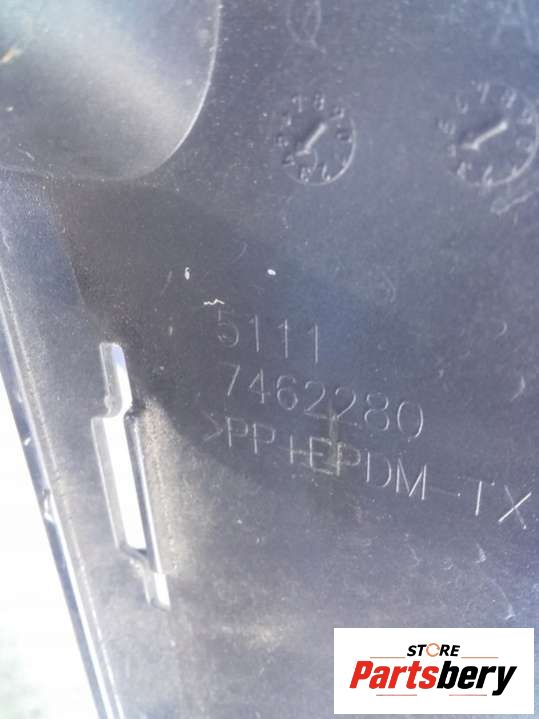 5111
7462280
>PP+EPDM-TX
STORE
Partsbery